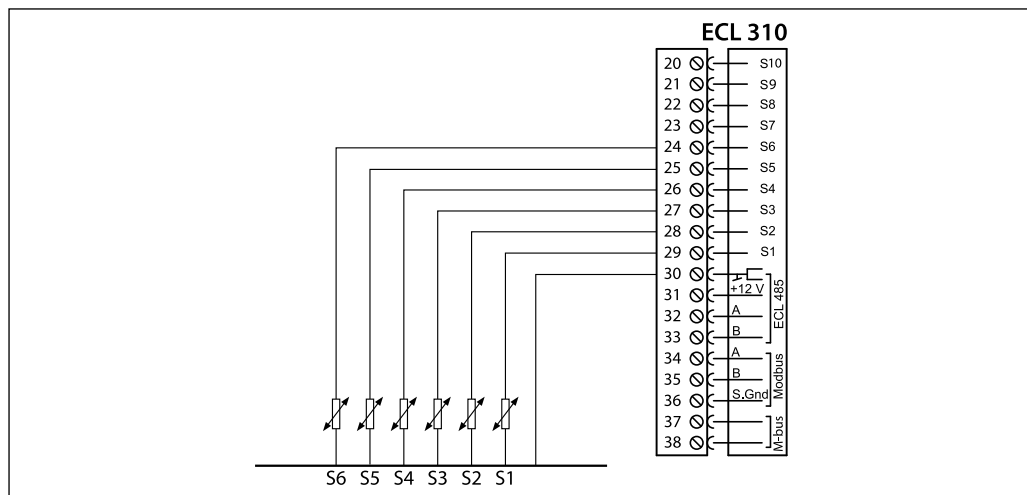 ECL 310
20 S10
21 S9
22 S8
23 S7
24 S6
25 S5
26 S4
27 S3
28 S2
29 S1
30
31 +12 V
32 A
33 B
ECL 485
34 A
35 B
36 S.Gnd
Modbus
37
38
M-bus
S6 S5 S4 S3 S2 S1